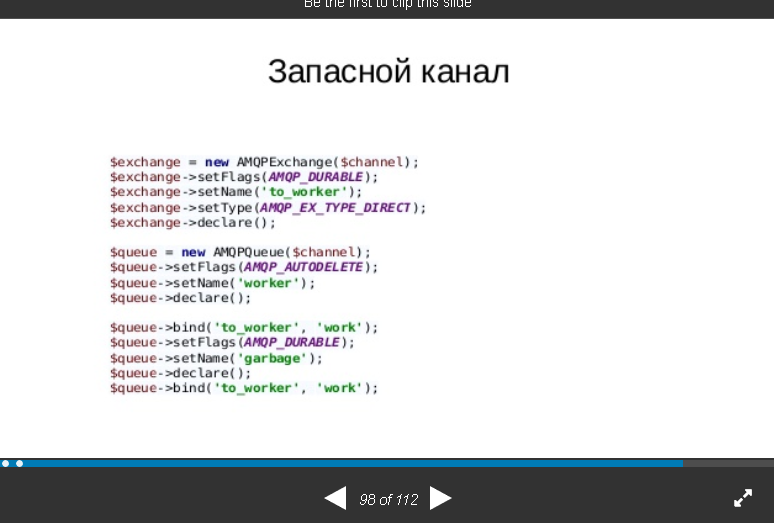 Be the first to clip this slide
Запасной канал
$exchange = new AMQPExchange($channel);
$exchange->setFlags(AMQP_DURABLE);
$exchange->setName('to_worker');
$exchange->setType(AMQP_EX_TYPE_DIRECT);
$exchange->declare();
$queue = new AMQPQueue($channel);
$queue->setFlags(AMQP_AUTODELETE);
$queue->setName('worker');
$queue->declare();
$queue->bind('to_worker', 'work');
$queue->setFlags(AMQP_DURABLE);
$queue->setName('garbage');
$queue->declare();
$queue->bind('to_worker', 'work');
98 of 112